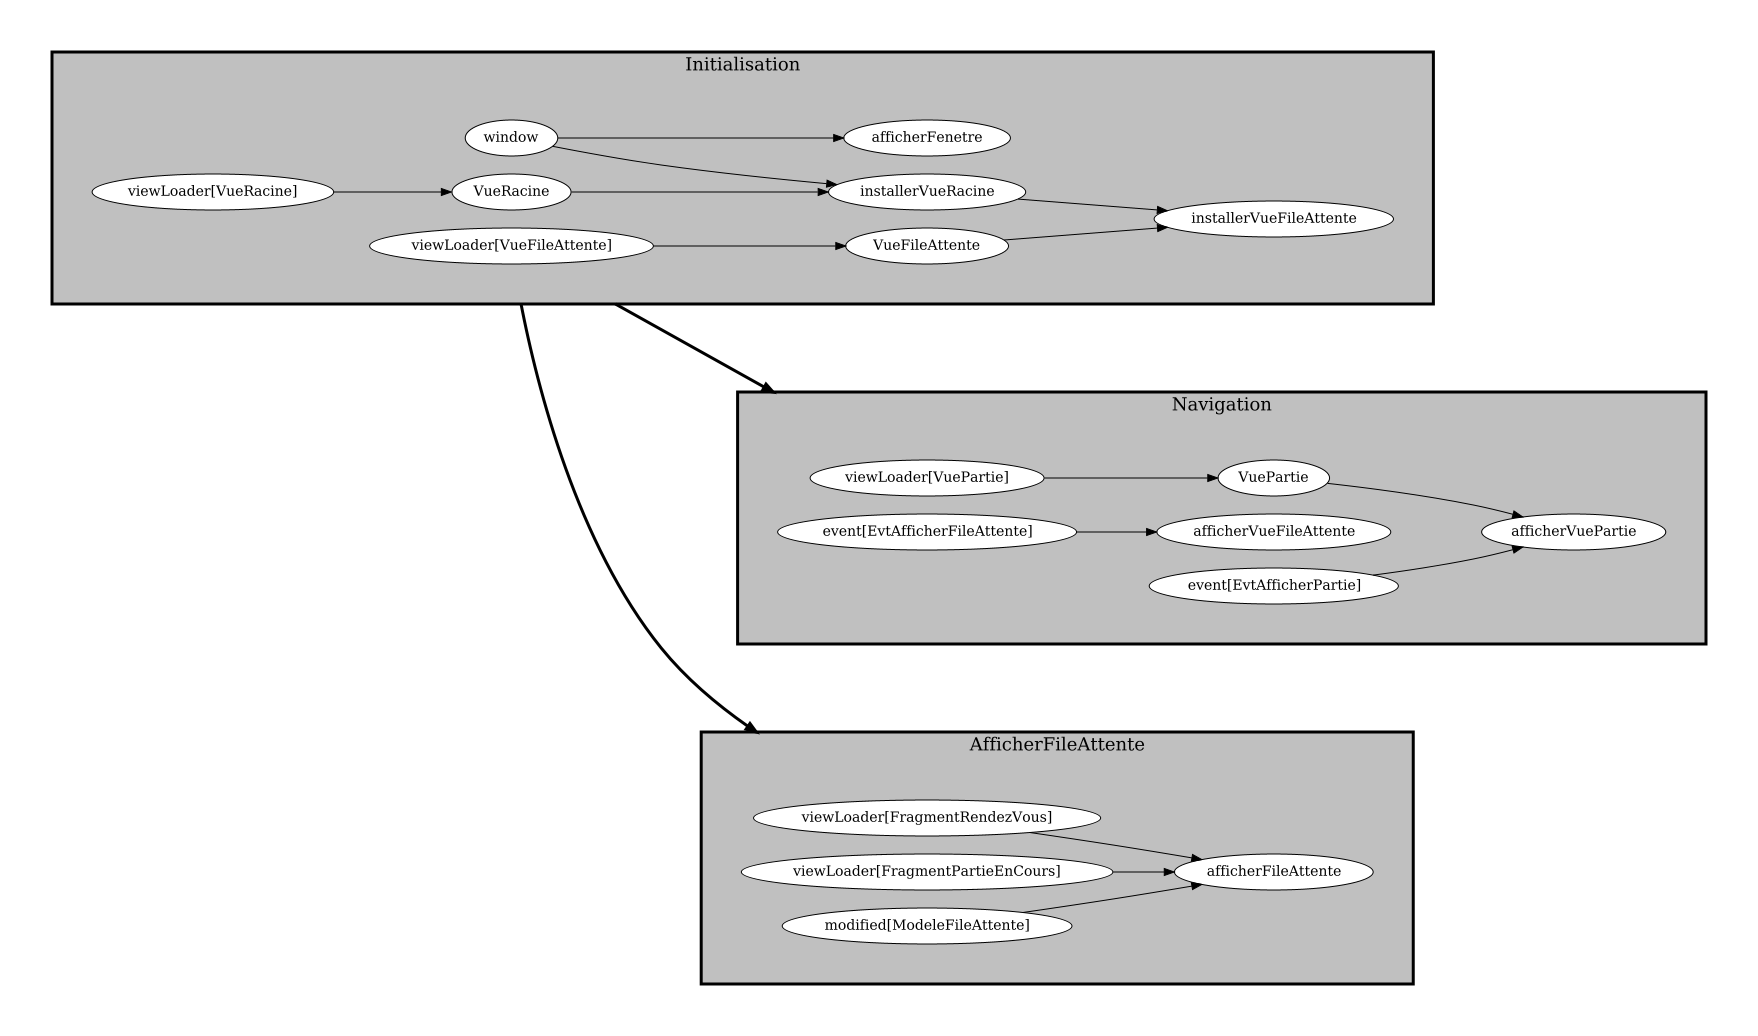 Initialisation
window
afficherFenetre
viewLoader[VueRacine]
VueRacine
installerVueRacine
installerVueFileAttente
viewLoader[VueFileAttente]
VueFileAttente
Navigation
viewLoader[VuePartie]
VuePartie
event[EvtAfficherFileAttente]
afficherVueFileAttente
afficherVuePartie
event[EvtAfficherPartie]
AfficherFileAttente
viewLoader[FragmentRendezVous]
viewLoader[FragmentPartieEnCours]
afficherFileAttente
modified[ModeleFileAttente]